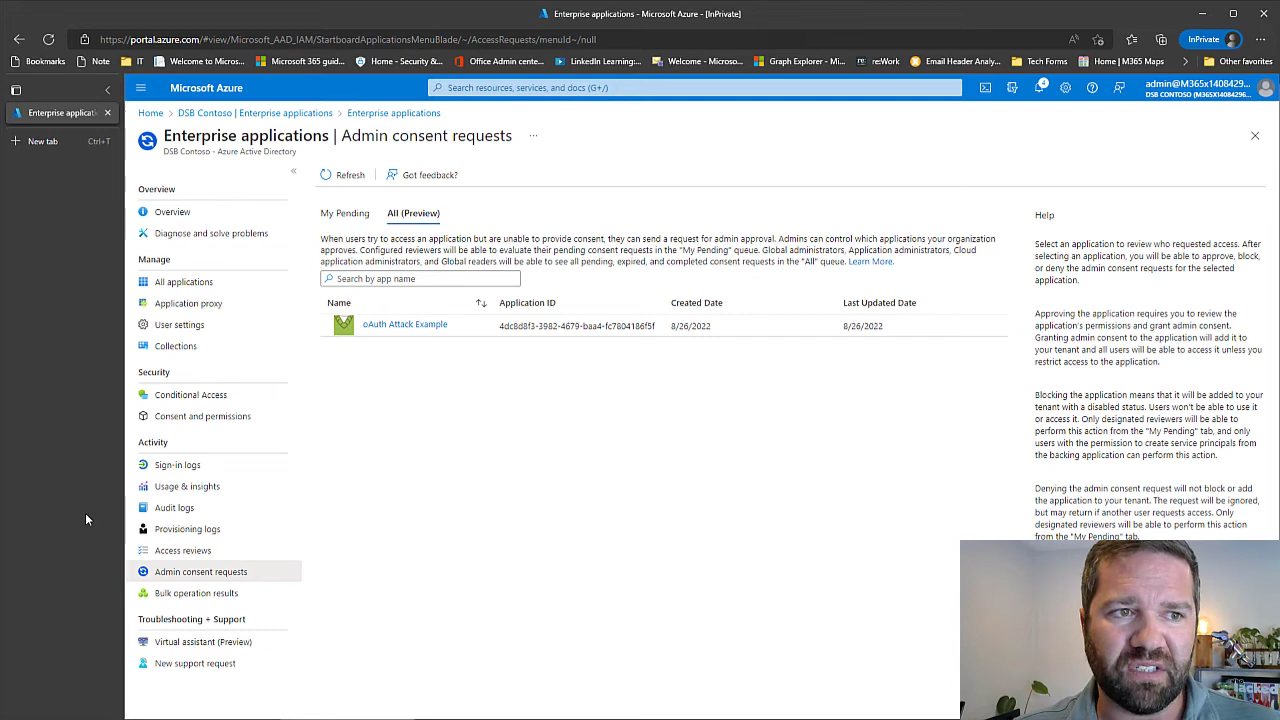 Enterprise applications - Microsoft Azure - [InPrivate]
https://portal.azure.com/#view/Microsoft_AAD_IAM/StartboardApplicationsMenuBlade/~/AccessRequests/menuId~/null
InPrivate
Bookmarks
IT
Note
Welcome to Micros...
Microsoft 365 guid...
Home - Security &...
Office Admin cente...
LinkedIn Learning:...
Welcome - Micros...
Graph Explorer - Mi...
re:Work
Email Header Analy...
Tech Forms
Home | M365 Maps
Other favorites
Enterprise applicati
New tab
Ctrl+T
Microsoft Azure
Search resources, services, and docs (G+/)
4
admin@M365x1408429...
DSB CONTOSO (M365X14084296...
Home > DSB Contoso | Enterprise applications > Enterprise applications >
Enterprise applications | Admin consent requests ...
DSB Contoso - Azure Active Directory
Overview
Overview
Diagnose and solve problems
Manage
All applications
Application proxy
User settings
Collections
Security
Conditional Access
Consent and permissions
Activity
Sign-in logs
Usage & insights
Audit logs
Provisioning logs
Access reviews
Admin consent requests
Bulk operation results
Troubleshooting + Support
Virtual assistant (Preview)
New support request
Refresh
Got feedback?
My Pending
All (Preview)
When users try to access an application but are unable to provide consent, they can send a request for admin approval. Admins can control which applications your organization
approves. Configured reviewers will be able to evaluate their pending consent requests in the "My Pending" queue. Global administrators, Application administrators, Cloud
application administrators, and Global readers will be able to see all pending, expired, and completed consent requests in the "All" queue. Learn More.
Search by app name
Name
Application ID
Created Date
Last Updated Date
oAuth Attack Example
4dc8d8f3-3982-4679-baa4-fc7804186f5f
8/26/2022
8/26/2022
Help
Select an application to review who requested access. After
selecting an application, you are able to approve, block,
or deny the admin consent requests for the selected
application.
Approving the application requires you to review the
application's permissions and grant admin consent.
Granting admin consent to the application will add it to
your tenant and all users will be able to access it unless you
restrict access to the application.
Blocking the application means that it will be added to your
tenant with a disabled status. Users won't be able to use it
or access it. Only designated reviewers will be able to
perform this action from the "My Pending" tab, and only
users with the permission to create service principals from
the backing application can perform this action.
Denying the admin consent request will not block or add
the application to your tenant. The request will be ignored,
but may return if another user requests access. Only
designated reviewers will be able to perform this action
from the "My Pending" tab.